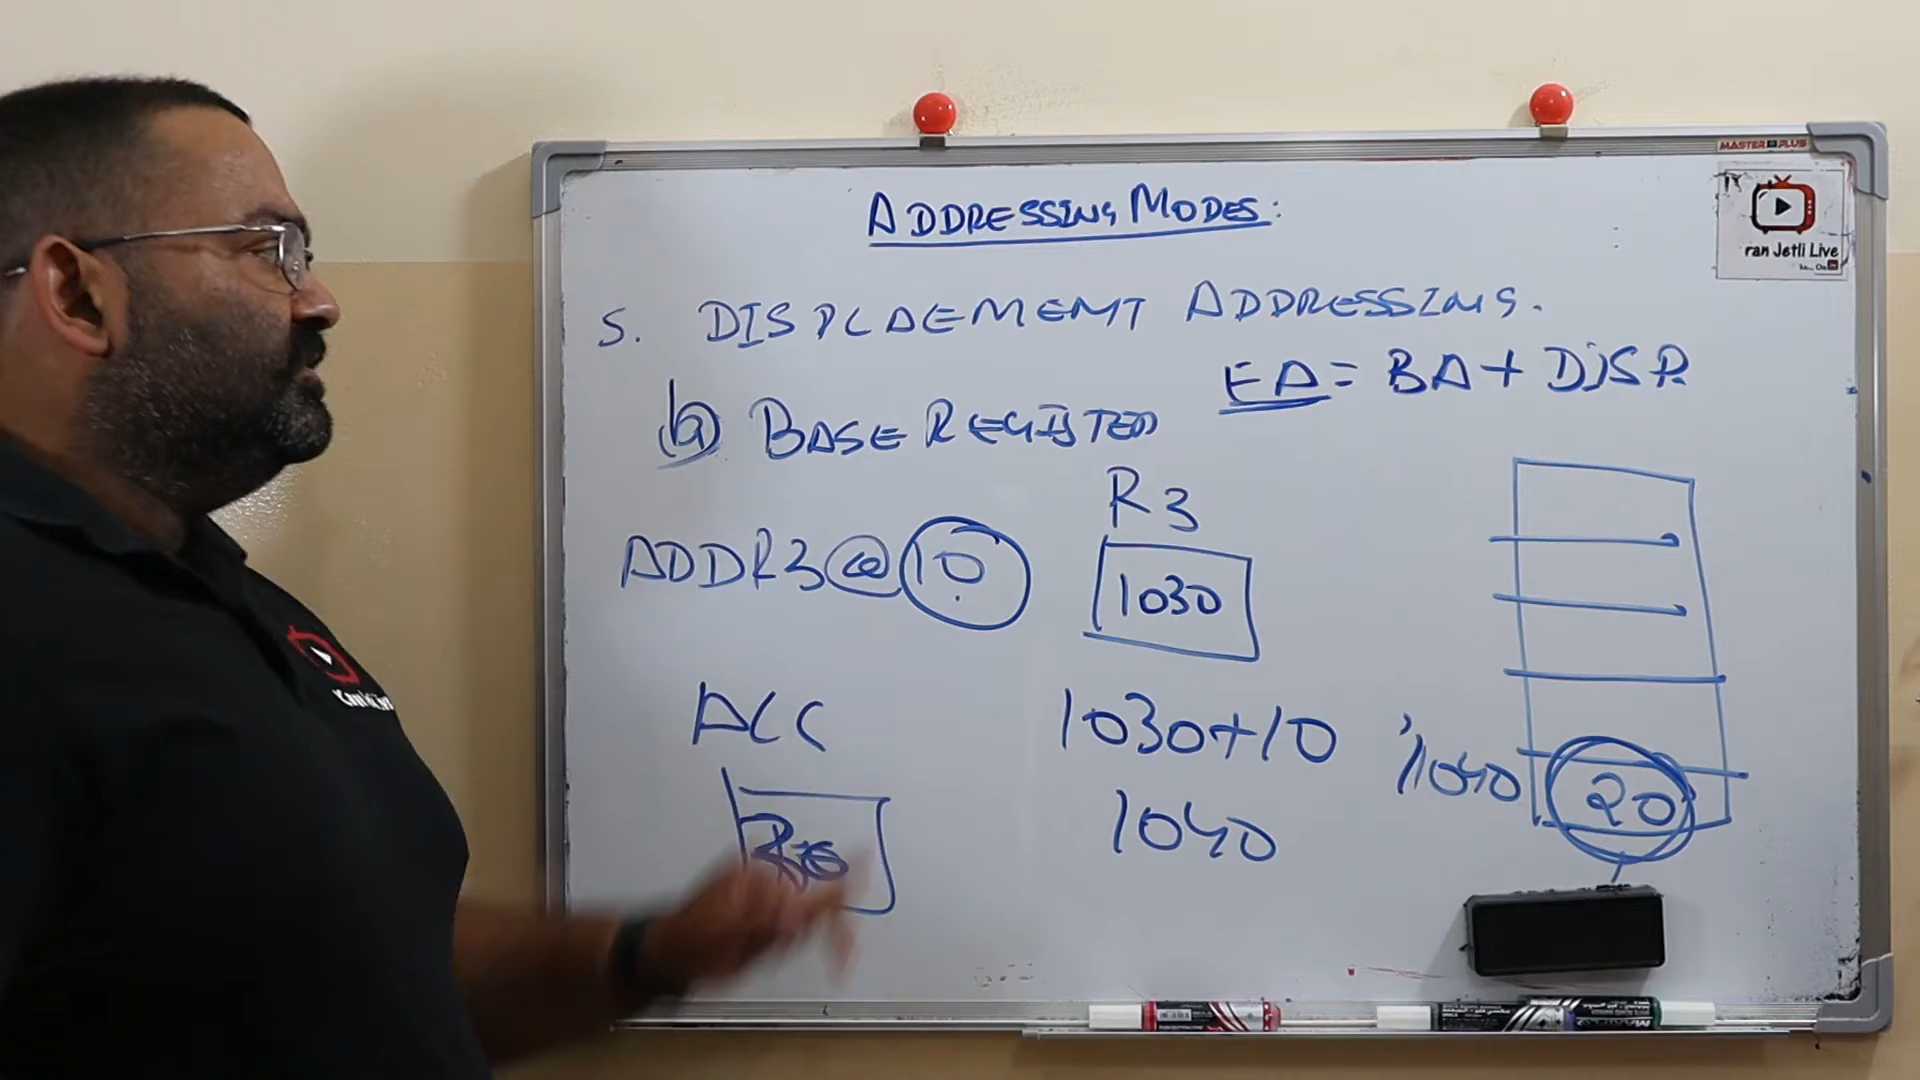 MASTER PLUS
ADDRESSING MODES:
ran Jetli Live
5. DISPLACEMENT ADDRESSING.
EA = BA + DISP.
b) BASE REGISTER
R3
ADD R3 @ 10
1030
ACC
1030+10
1040
20
1040